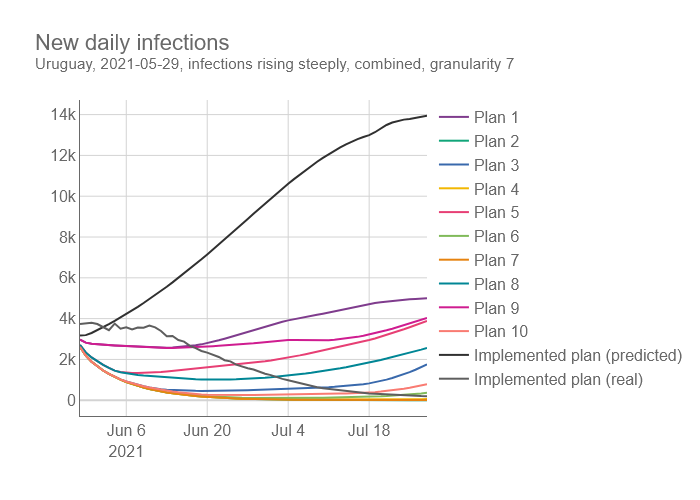 New daily infections
Uruguay, 2021-05-29, infections rising steeply, combined, granularity 7
14k
12k
10k
8k
6k
4k
2k
0
Jun 6
2021
Jun 20
Jul 4
Jul 18
Plan 1
Plan 2
Plan 3
Plan 4
Plan 5
Plan 6
Plan 7
Plan 8
Plan 9
Plan 10
Implemented plan (predicted)
Implemented plan (real)